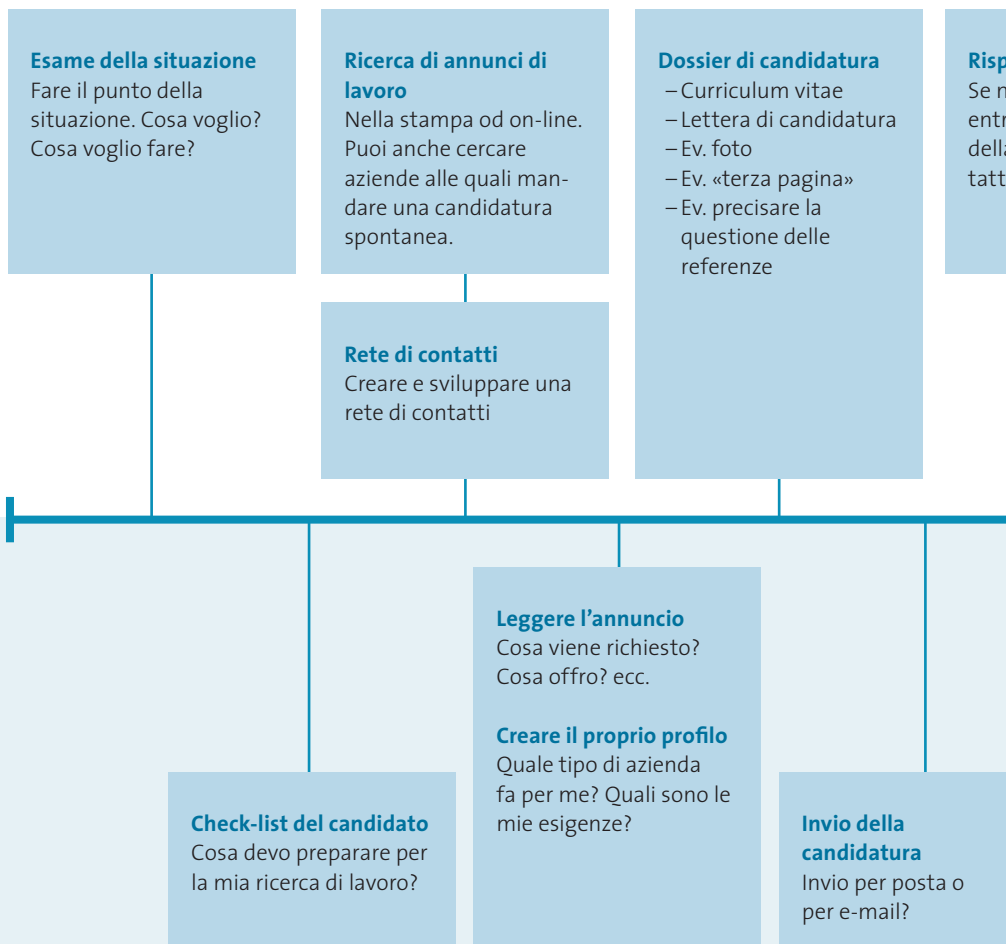 Esame della situazione
Fare il punto della
situazione. Cosa voglio?
Cosa voglio fare?
Ricerca di annunci di
lavoro
Nella stampa od on-line.
Puoi anche cercare
aziende alle quali man-
dare una candidatura
spontanea.
Rete di contatti
Creare e sviluppare una
rete di contatti
Dossier di candidatura
– Curriculum vitae
– Lettera di candidatura
– Ev. foto
– Ev. «terza pagina»
– Ev. precisare la
questione delle
referenze
Check-list del candidato
Cosa devo preparare per
la mia ricerca di lavoro?
Leggere l’annuncio
Cosa viene richiesto?
Cosa offro? ecc.
Creare il proprio profilo
Quale tipo di azienda
fa per me? Quali sono le
mie esigenze?
Invio della
candidatura
Invio per posta o
per e-mail?